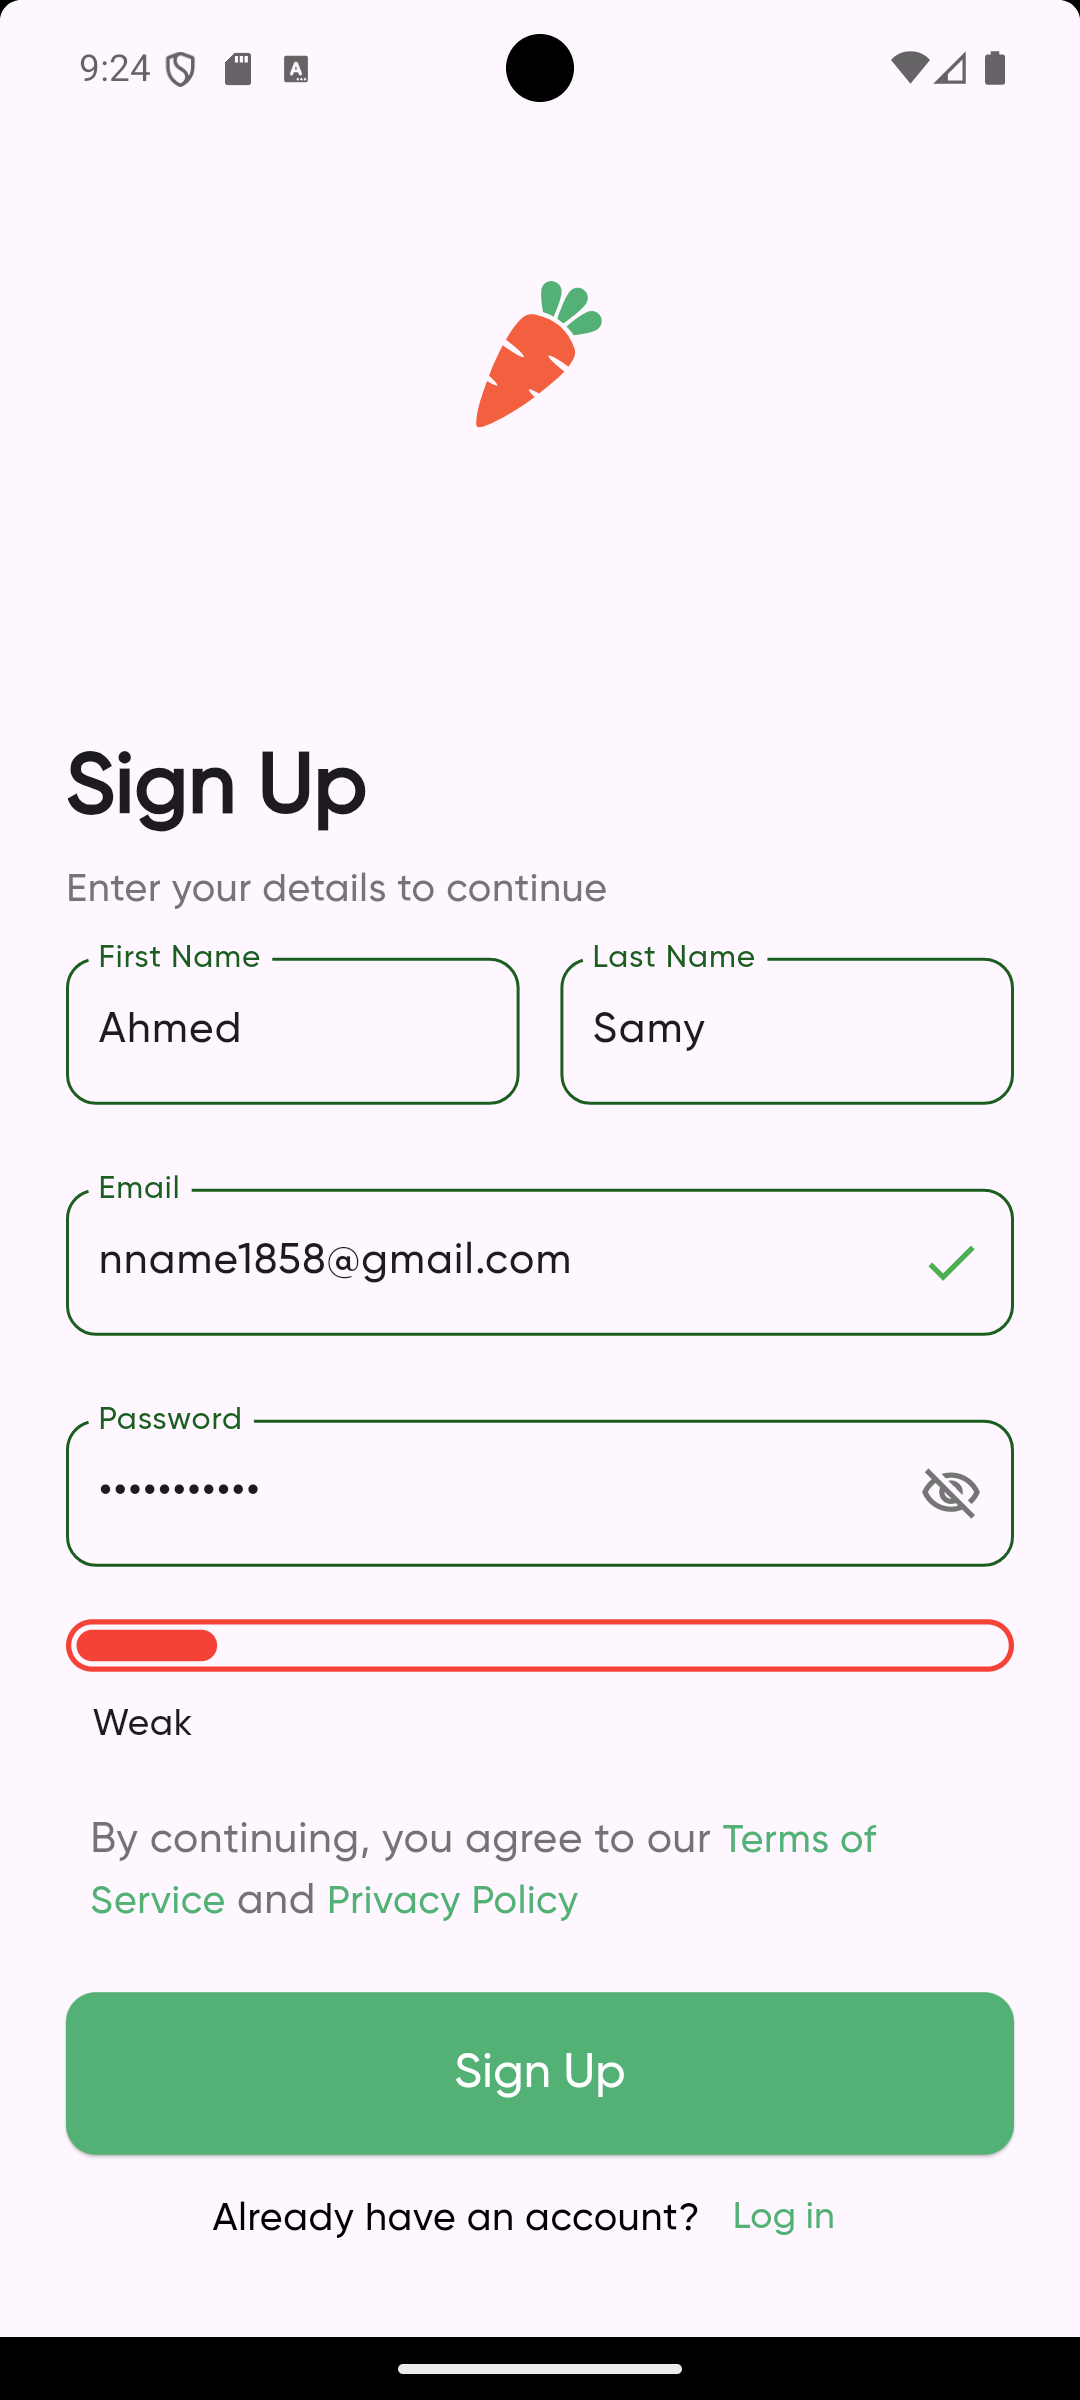 9:24
Sign Up
Enter your details to continue
First Name
Last Name
Ahmed
Samy
Email
nname1858@gmail.com
Password
•••••••••••
Weak
By continuing, you agree to our Terms of
Service and Privacy Policy
Sign Up
Already have an account? Log in